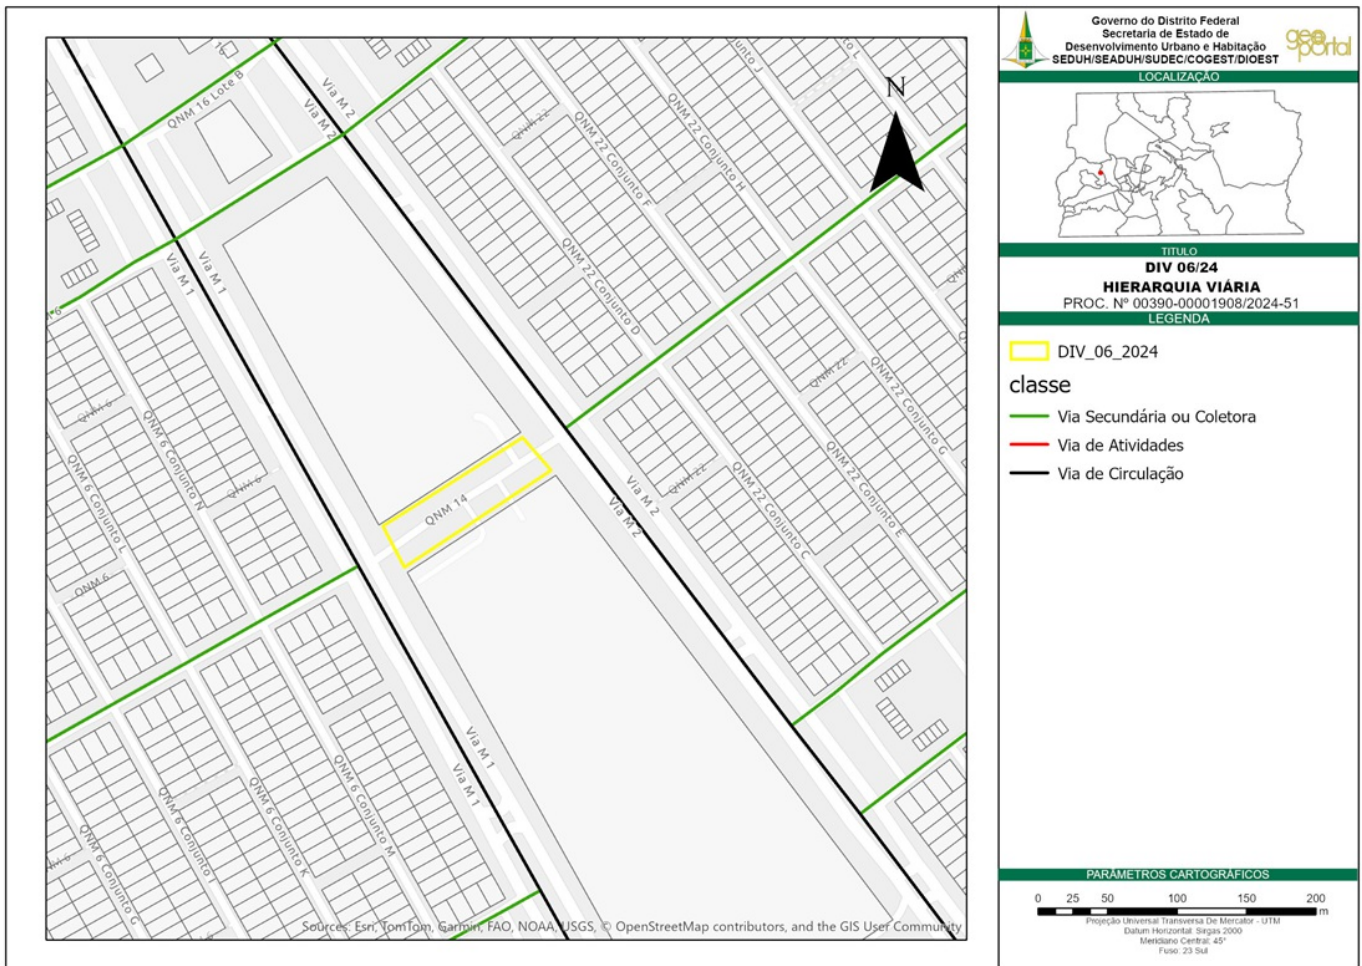 Governo do Distrito Federal
Secretaria de Estado de
Desenvolvimento Urbano e Habitação
SEDUH/SEADUH/SUDEC/COGEST/DIOEST
geo
portal
LOCALIZAÇÃO
TITULO
DIV 06/24
HIERARQUIA VIÁRIA
PROC. Nº 00390-00001908/2024-51
LEGENDA
DIV_06_2024
classe
Via Secundária ou Coletora
Via de Atividades
Via de Circulação
PARÂMETROS CARTOGRÁFICOS
0 25 50 100 150 200
m
Projeção Universal Transversa De Mercator - UTM
Datum Horizontal: Sirgas 2000
Meridiano Central: 45°
Fuso: 23 Sul
N
QNM 16 Lote B
16
Via M 2
Via M 2
Via M 1
Via M 1
QNM 22
QNM 22 Conjunto F
QNM 22 Conjunto H
Conjunto J
Conjunto L
QNM 22 Conjunto D
QNM 22
QNM 22 Conjunto G
QNM 22
QNM 22 Conjunto E
QNM 22 Conjunto C
Via M 2
Via M 2
QNM 14
QNM 6
QNM 6 Conjunto N
QNM 6
QNM 6 Conjunto L
QNM 6
Via M 1
Via M 1
QNM 6 Conjunto M
QNM 6 Conjunto K
QNM 6 Conjunto I
QNM 6 Conjunto G
Sources: Esri, TomTom, Garmin, FAO, NOAA, USGS, © OpenStreetMap contributors, and the GIS User Community